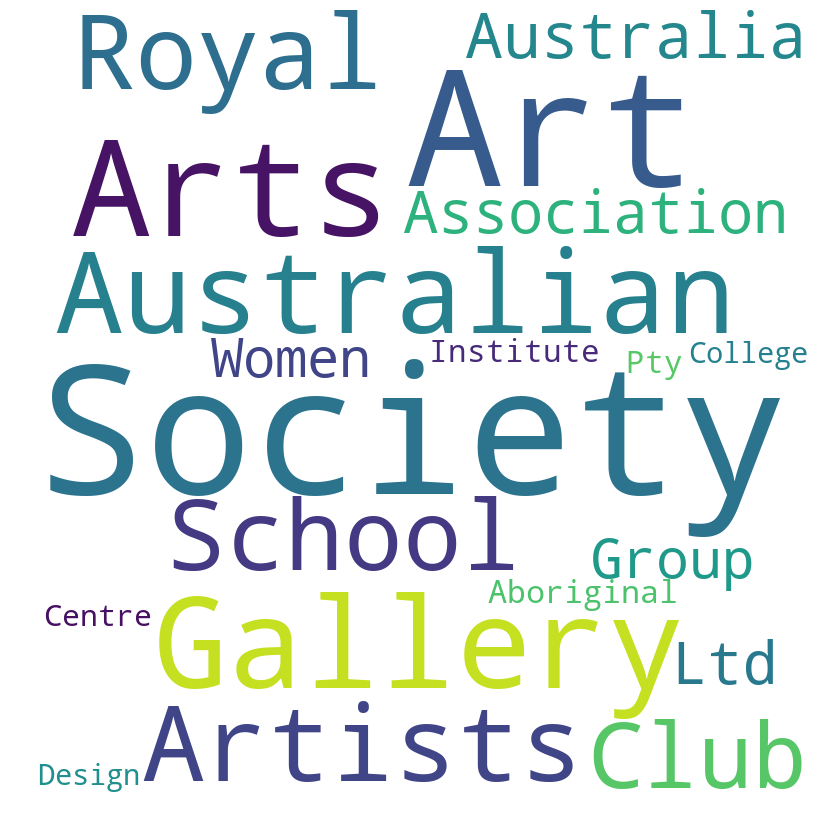 Royal Australia
Art
Arts
Association
Australian
Women Institute Pty College
Society
School
Group
Aboriginal
Centre
Gallery
Ltd
Artists Club
Design